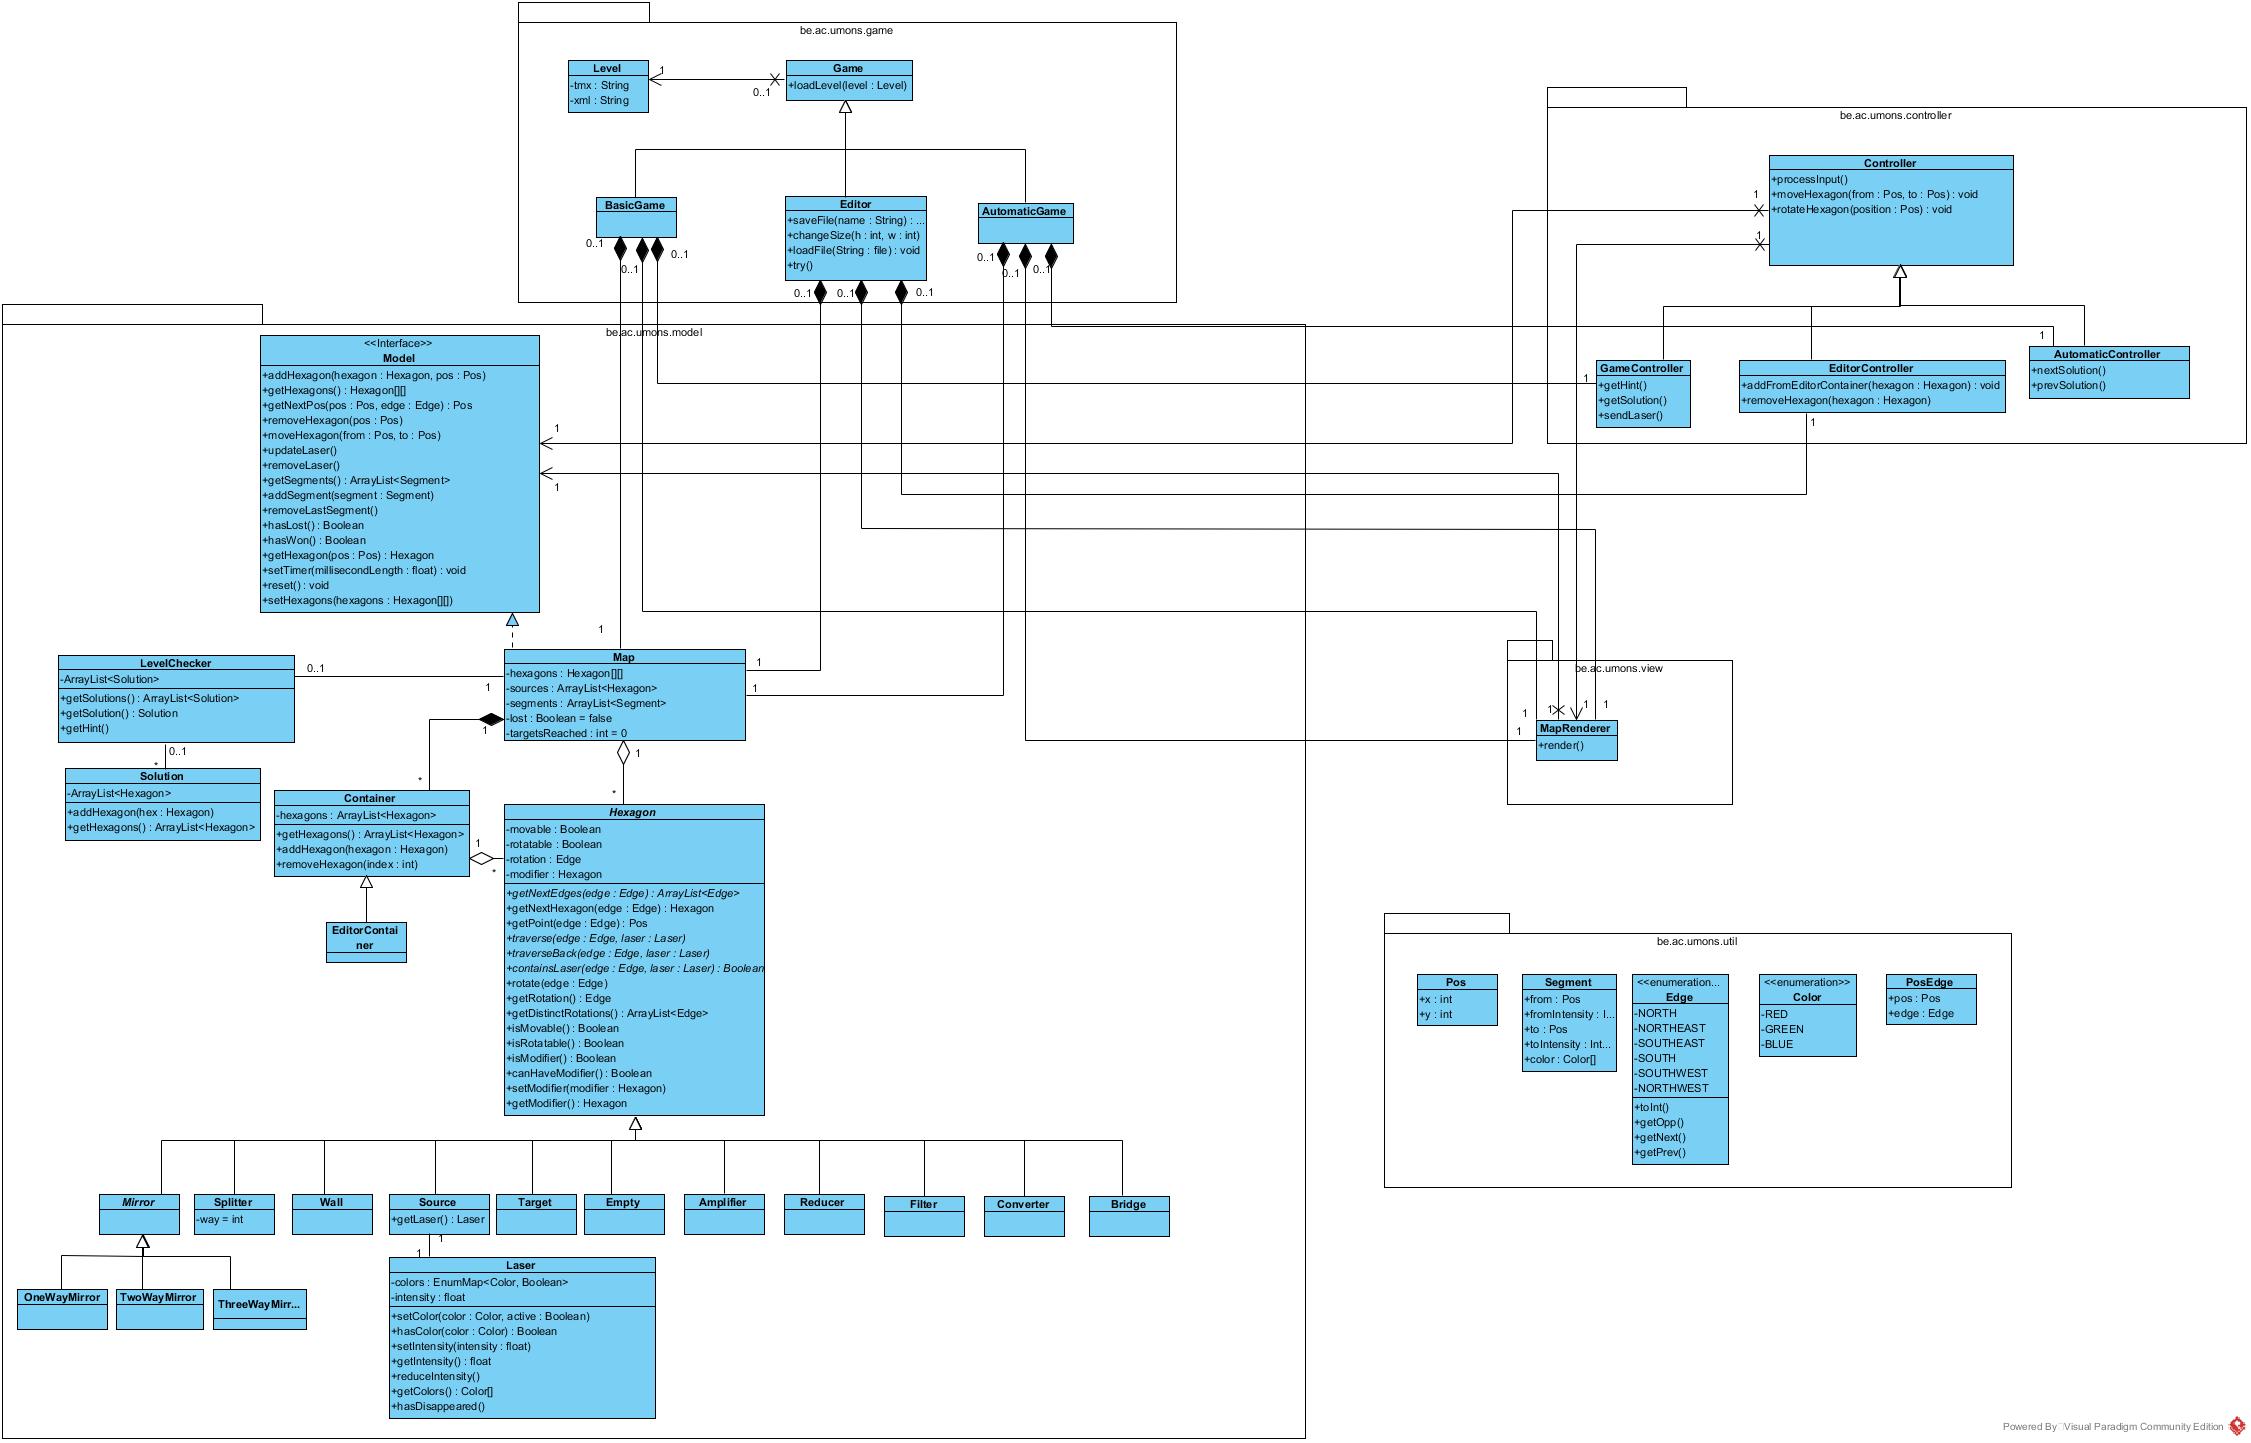 be.ac.umons.game
Level
-tmx : String
-xml : String
1
0..1
Game
+loadLevel(level : Level)
BasicGame
0..1
0..1
0..1
Editor
+saveFile(name : String) : ...
+changeSize(h : int, w : int)
+loadFile(String : file) : void
+try()
0..1
0..1
0..1
AutomaticGame
0..1
0..1
0..1
be.ac.umons.controller
Controller
+processInput()
+moveHexagon(from : Pos, to : Pos) : void
+rotateHexagon(position : Pos) : void
1
1
GameController
+getHint()
+getSolution()
+sendLaser()
1
EditorController
+addFromEditorContainer(hexagon : Hexagon) : void
+removeHexagon(hexagon : Hexagon)
1
AutomaticController
+nextSolution()
+prevSolution()
1
be.ac.umons.model
<<Interface>>
Model
+addHexagon(hexagon : Hexagon, pos : Pos)
+getHexagons() : Hexagon[][]
+getNextPos(pos : Pos, edge : Edge) : Pos
+removeHexagon(pos : Pos)
+moveHexagon(from : Pos, to : Pos)
+updateLaser()
+removeLaser()
+getSegments() : ArrayList<Segment>
+addSegment(segment : Segment)
+removeLastSegment()
+hasLost() : Boolean
+hasWon() : Boolean
+getHexagon(pos : Pos) : Hexagon
+setTimer(millisecondLength : float) : void
+reset() : void
+setHexagons(hexagons : Hexagon[][])
1
1
LevelChecker
-ArrayList<Solution>
+getSolutions() : ArrayList<Solution>
+getSolution() : Solution
+getHint()
0..1
0..1
*
Solution
-ArrayList<Hexagon>
+addHexagon(hex : Hexagon)
+getHexagons() : ArrayList<Hexagon>
Map
-hexagons : Hexagon[][]
-sources : ArrayList<Hexagon>
-segments : ArrayList<Segment>
-lost : Boolean = false
-targetsReached : int = 0
1
1
1
1
1
1
*
*
Container
-hexagons : ArrayList<Hexagon>
+getHexagons() : ArrayList<Hexagon>
+addHexagon(hexagon : Hexagon)
+removeHexagon(index : int)
1
*
EditorContai
ner
Hexagon
-movable : Boolean
-rotatable : Boolean
-rotation : Edge
-modifier : Hexagon
+getNextEdges(edge : Edge) : ArrayList<Edge>
+getNextHexagon(edge : Edge) : Hexagon
+getPoint(edge : Edge) : Pos
+traverse(edge : Edge, laser : Laser)
+traverseBack(edge : Edge, laser : Laser)
+containsLaser(edge : Edge, laser : Laser) : Boolean
+rotate(edge : Edge)
+getRotation() : Edge
+getDistinctRotations() : ArrayList<Edge>
+isMovable() : Boolean
+isRotatable() : Boolean
+isModifier() : Boolean
+canHaveModifier() : Boolean
+setModifier(modifier : Hexagon)
+getModifier() : Hexagon
be.ac.umons.view
MapRenderer
+render()
1
1
1
1
1
be.ac.umons.util
Pos
+x : int
+y : int
Segment
+from : Pos
+fromIntensity : I...
+to : Pos
+toIntensity : Int...
+color : Color[]
<<enumeration...
Edge
-NORTH
-NORTHEAST
-SOUTHEAST
-SOUTH
-SOUTHWEST
-NORTHWEST
+toInt()
+getOpp()
+getNext()
+getPrev()
<<enumeration>>
Color
-RED
-GREEN
-BLUE
PosEdge
+pos : Pos
+edge : Edge
Mirror
Splitter
-way = int
Wall
Source
+getLaser() : Laser
Target
Empty
Amplifier
Reducer
Filter
Converter
Bridge
1
1
OneWayMirror
TwoWayMirror
ThreeWayMirr...
Laser
-colors : EnumMap<Color, Boolean>
-intensity : float
+setColor(color : Color, active : Boolean)
+hasColor(color : Color) : Boolean
+setIntensity(intensity : float)
+getIntensity() : float
+reduceIntensity()
+getColors() : Color[]
+hasDisappeared()
Powered By Visual Paradigm Community Edition